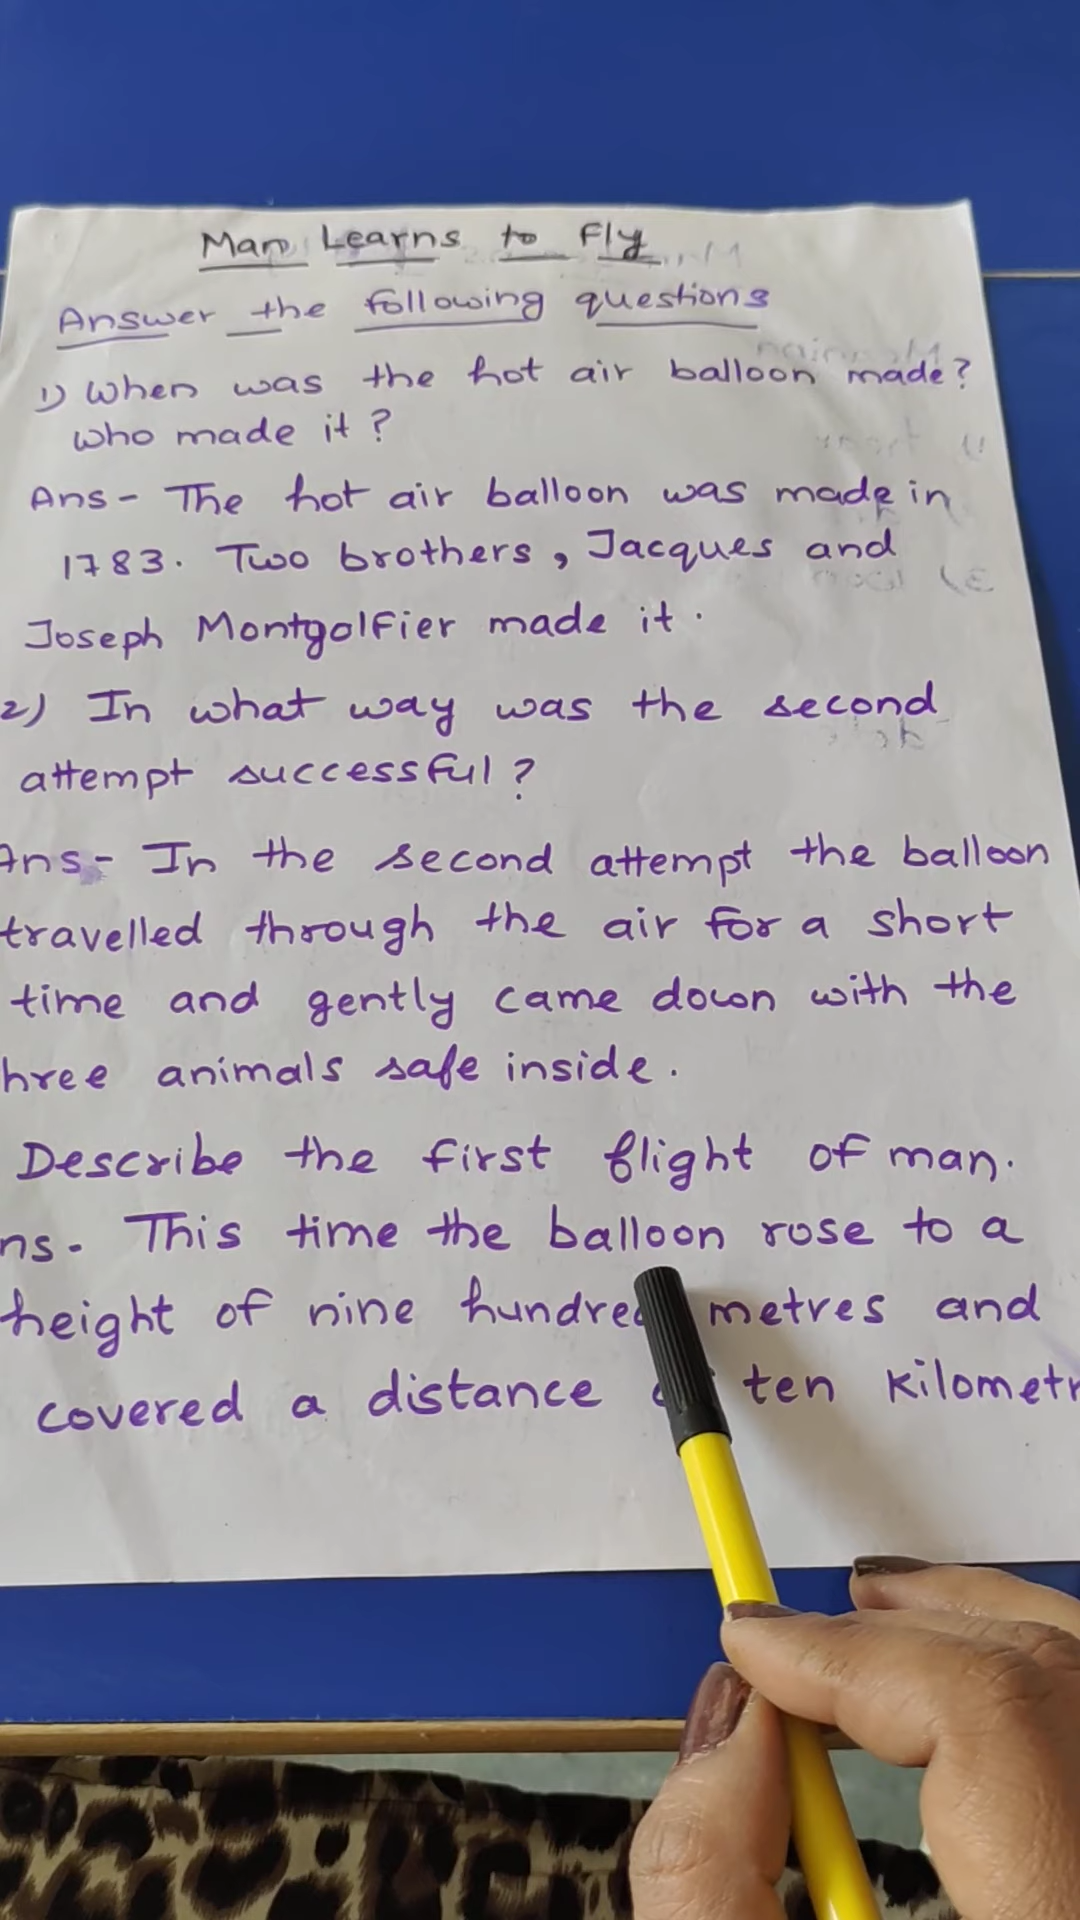 Man Learns to Fly
Answer the following questions
1) When was the hot air balloon made?
Who made it?
Ans - The hot air balloon was made in
1783. Two brothers, Jacques and
Joseph Montgolfier made it.
2) In what way was the second
attempt successful?
Ans - In the second attempt the balloon
travelled through the air for a short
time and gently came down with the
hree animals safe inside.
Describe the first flight of man.
ns. This time the balloon rose to a
height of nine hundred metres and
covered a distance ten kilometr